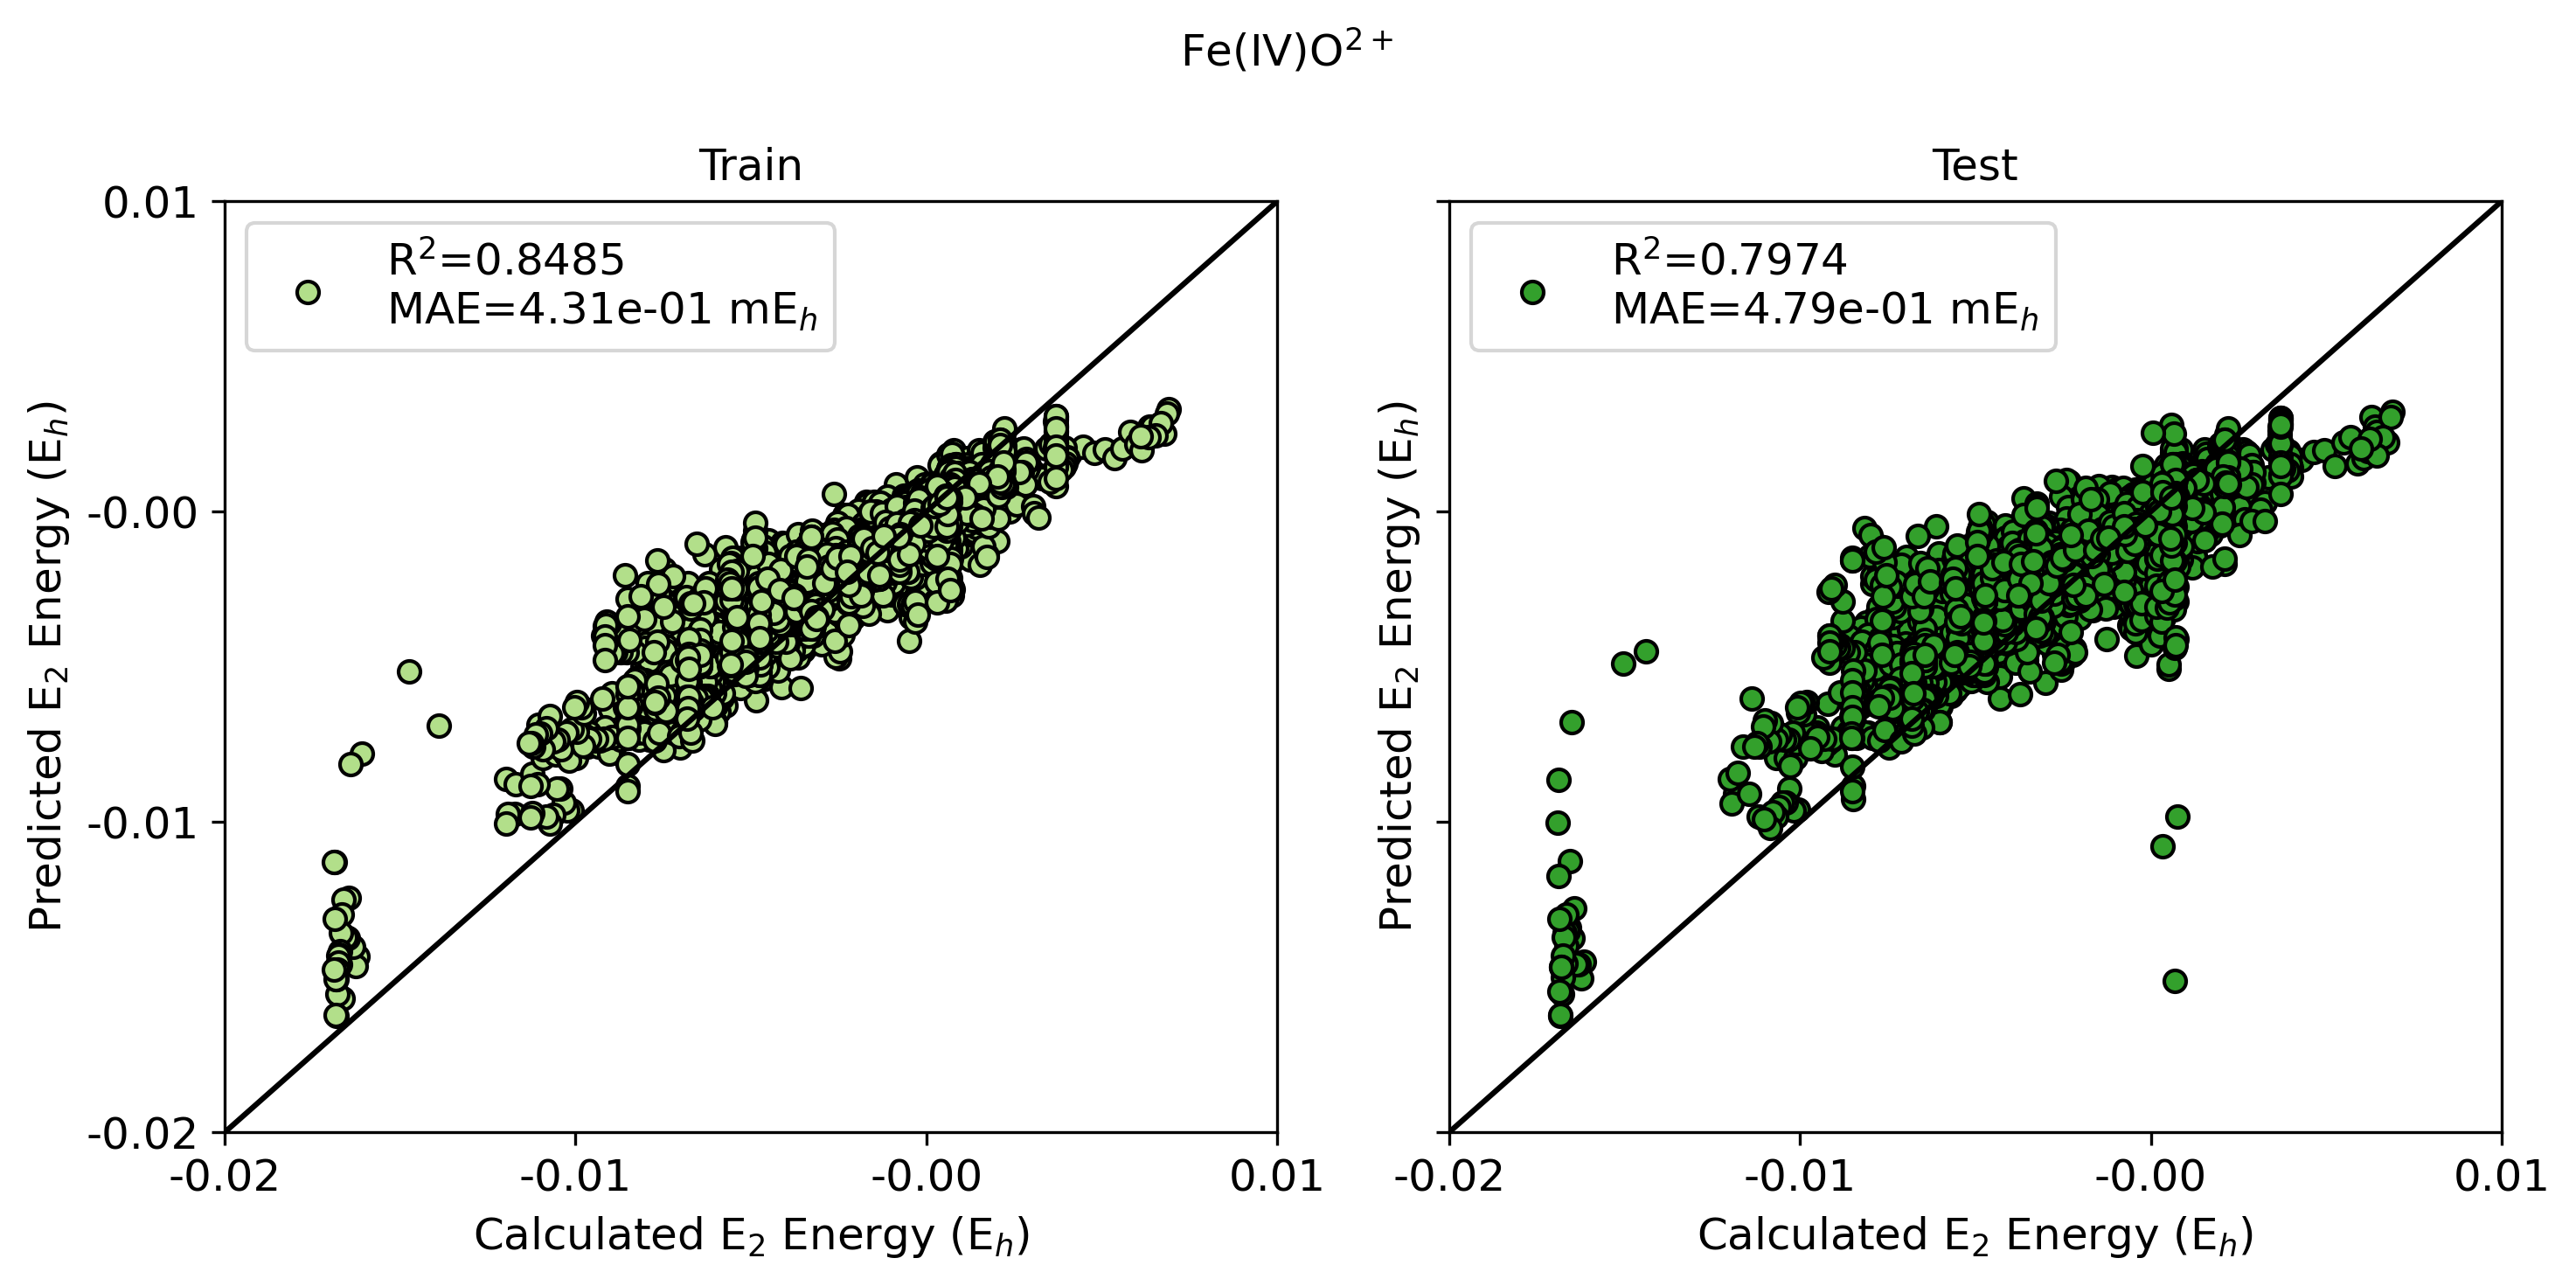 Fe(IV)O²⁺
Train
R²=0.8485
MAE=4.31e-01 mEₕ
0.01
-0.00
-0.01
-0.02
Predicted E₂ Energy (Eₕ)
-0.02 -0.01 -0.00 0.01
Calculated E₂ Energy (Eₕ)
Test
R²=0.7974
MAE=4.79e-01 mEₕ
Predicted E₂ Energy (Eₕ)
-0.02 -0.01 -0.00 0.01
Calculated E₂ Energy (Eₕ)